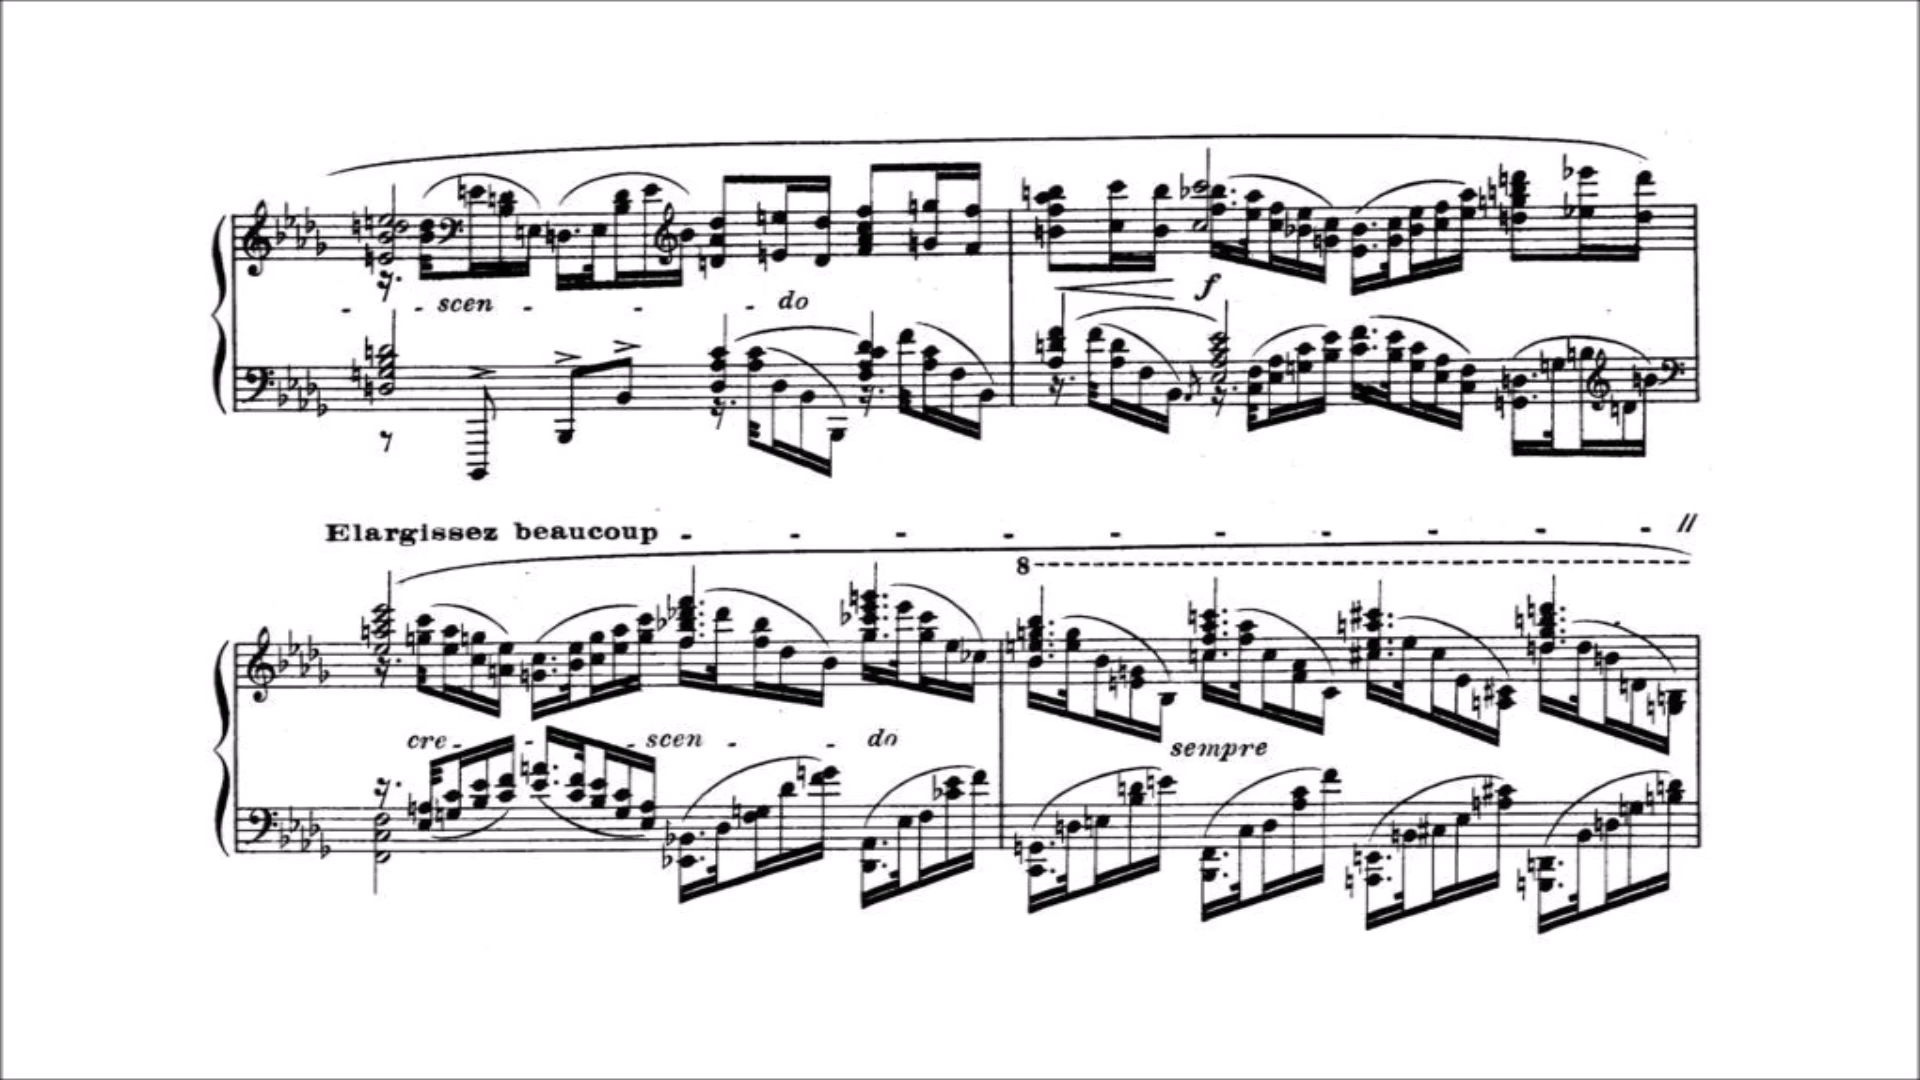 - - scen - - - do
f
Elargissez beaucoup - - - - - - - - - - //
8
cre - - - scen - - do
sempre